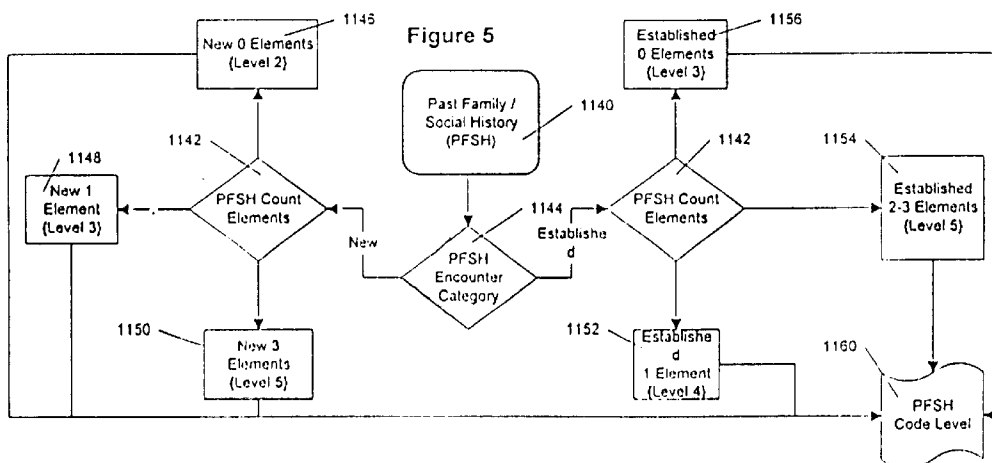 1146
New 0 Elements
{Level 2}
Figure 5
1156
Established
0 Elements
{Level 3}
Past Family /
Social History
(PFSH)
1140
1148
New 1
Element
{Level 3}
1142
PFSH Count
Elements
New
1144
PFSH
Encounter
Category
Establishe
d
1142
PFSH Count
Elements
1154
Established
2-3 Elements
{Level 5}
1150
New 3
Elements
{Level 5}
1152
Establishe
d
1 Element
{Level 4}
1160
PFSH
Code Level